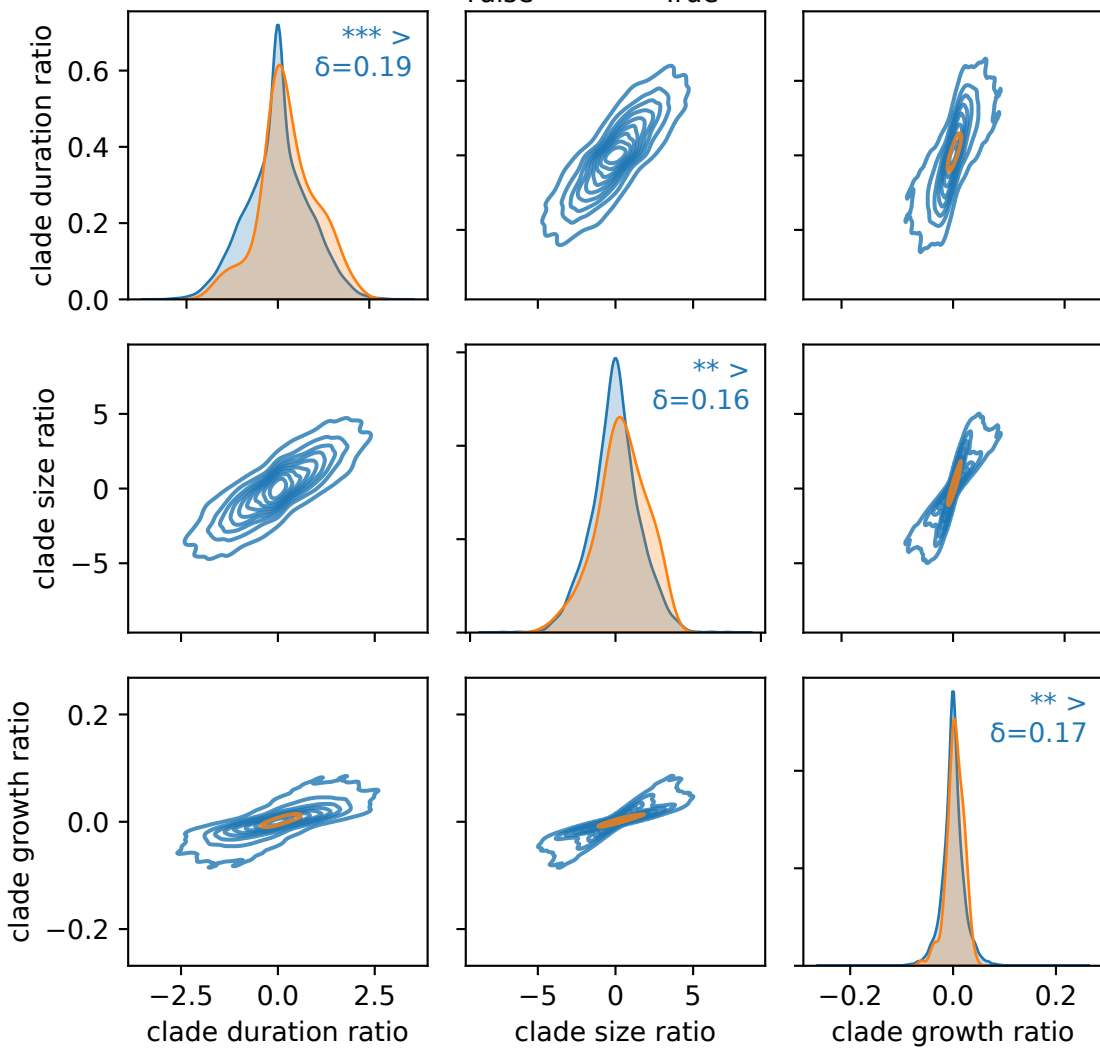 clade duration ratio
0.6
0.4
0.2
0.0
*** >
δ=0.19
clade size ratio
5
0
−5
** >
δ=0.16
clade growth ratio
0.2
0.0
−0.2
** >
δ=0.17
−2.5 0.0 2.5
−5 0 5
−0.2 0.0 0.2
clade duration ratio
clade size ratio
clade growth ratio